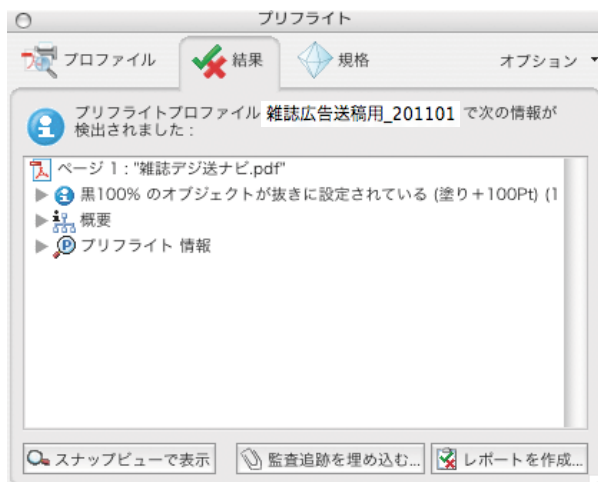 プリフライト
プロファイル 結果 規格 オプション
プリフライトプロファイル 雑誌広告送稿用_201101 で次の情報が
検出されました :
ページ 1 : "雑誌デジ送ナビ.pdf"
黒100% のオブジェクトが抜きに設定されている (塗り+100Pt) (1
概要
プリフライト 情報
スナップビューで表示 監査追跡を埋め込む... レポートを作成...